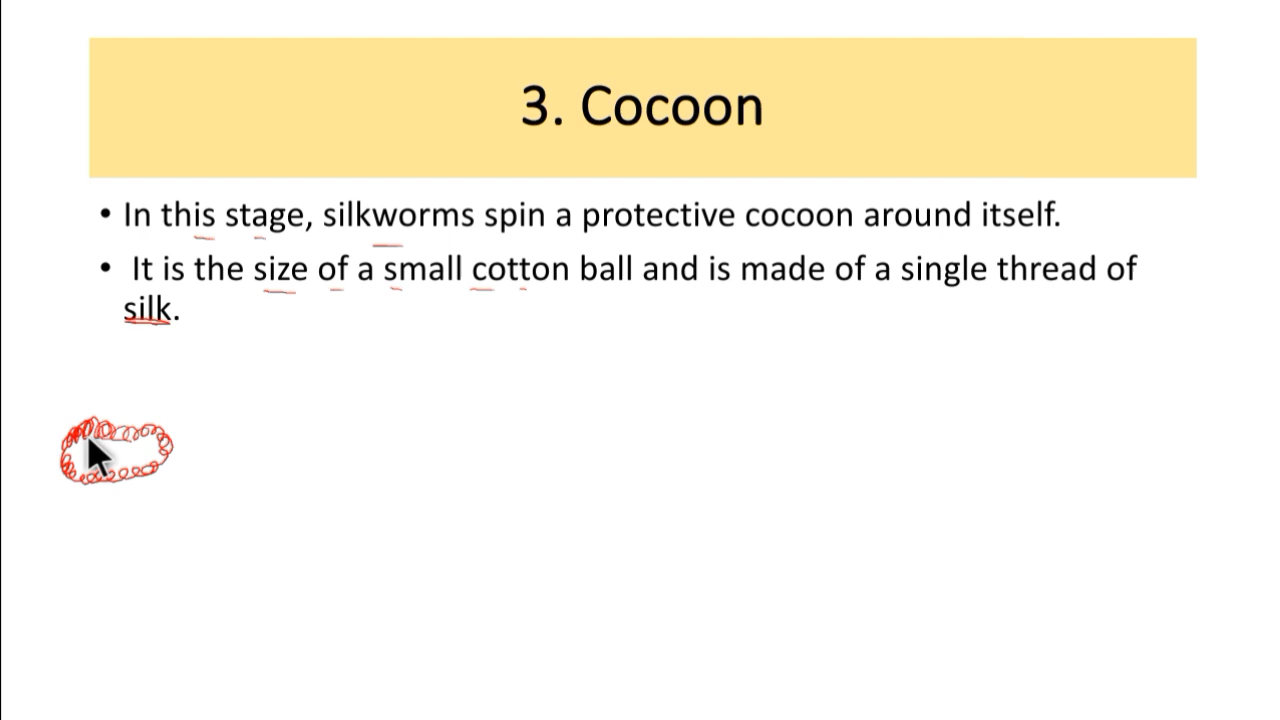 3. Cocoon
• In this stage, silkworms spin a protective cocoon around itself.
• It is the size of a small cotton ball and is made of a single thread of
silk.